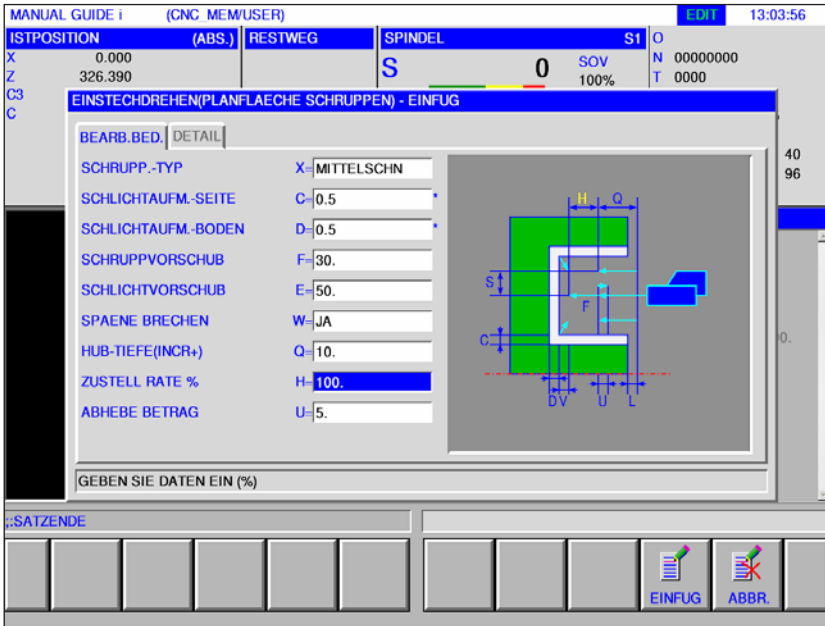 MANUAL GUIDE i (CNC_MEM/USER) EDIT 13:03:56
ISTPOSITION (ABS.) RESTWEG SPINDEL S1 O
X 0.000 S 0 SOV N 00000000
Z 326.390 100% T 0000
C3
C
EINSTECHDREHEN(PLANFLAECHE SCHRUPPEN) - EINFUG
BEARB.BED. DETAIL
40
96
SCHRUPP.-TYP X=MITTELSCHN
SCHLICHTAUFM.-SEITE C=0.5 *
SCHLICHTAUFM.-BODEN D=0.5 *
SCHRUPPVORSCHUB F=30.
SCHLICHTVORSCHUB E=50.
SPAENE BRECHEN W=JA
HUB-TIEFE(INCR+) Q=10.
ZUSTELL RATE % H=100.
ABHEBE BETRAG U=5.
H Q
S
F
C
D V U L
0.
GEBEN SIE DATEN EIN (%)
;:SATZENDE
EINFUG ABBR.